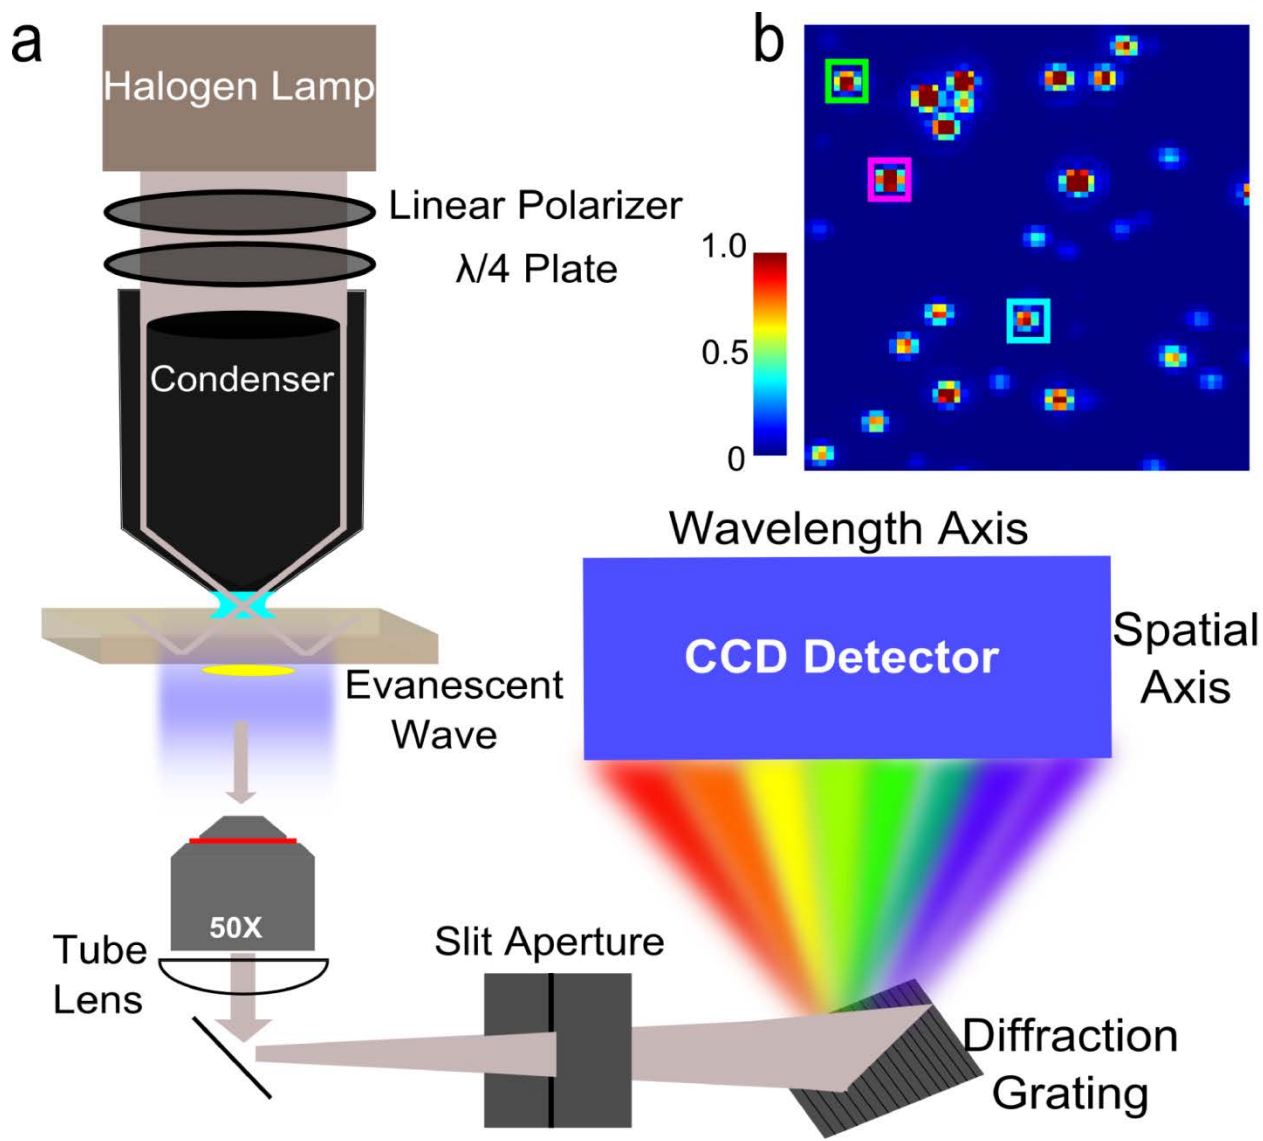 a
Halogen Lamp
Linear Polarizer
λ/4 Plate
Condenser
Evanescent
Wave
50X
Tube
Lens
Slit Aperture
Diffraction
Grating
Wavelength Axis
CCD Detector
Spatial
Axis
b
1.0
0.5
0